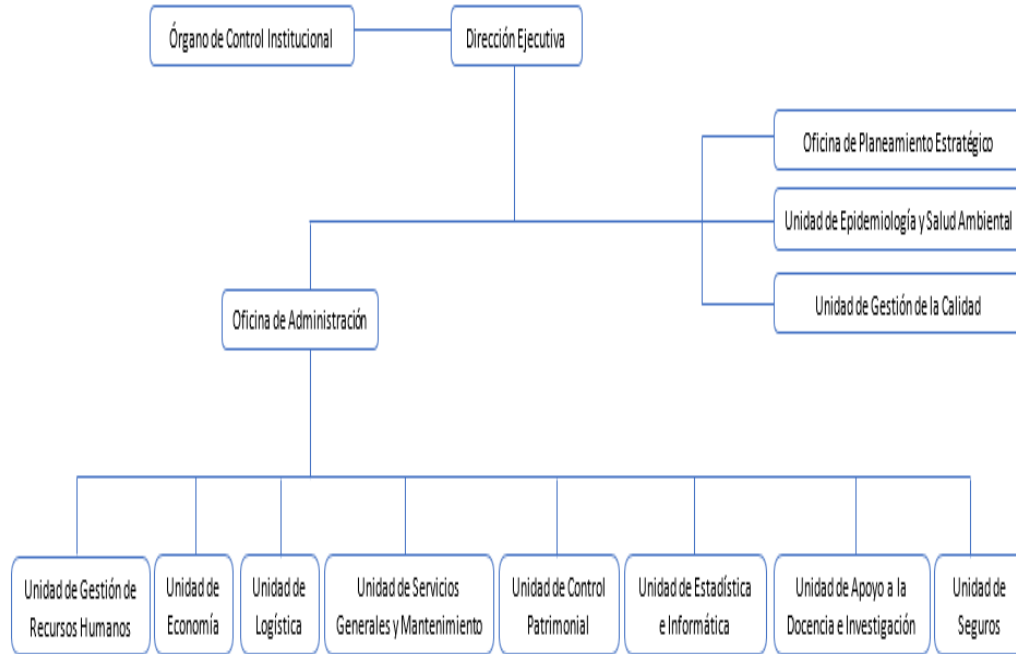 Órgano de Control Institucional
Dirección Ejecutiva
Oficina de Planeamiento Estratégico
Unidad de Epidemiología y Salud Ambiental
Unidad de Gestión de la Calidad
Oficina de Administración
Unidad de Gestión de
Recursos Humanos
Unidad de
Economía
Unidad de
Logística
Unidad de Servicios
Generales y Mantenimiento
Unidad de Control
Patrimonial
Unidad de Estadística
e Informática
Unidad de Apoyo a la
Docencia e Investigación
Unidad de
Seguros